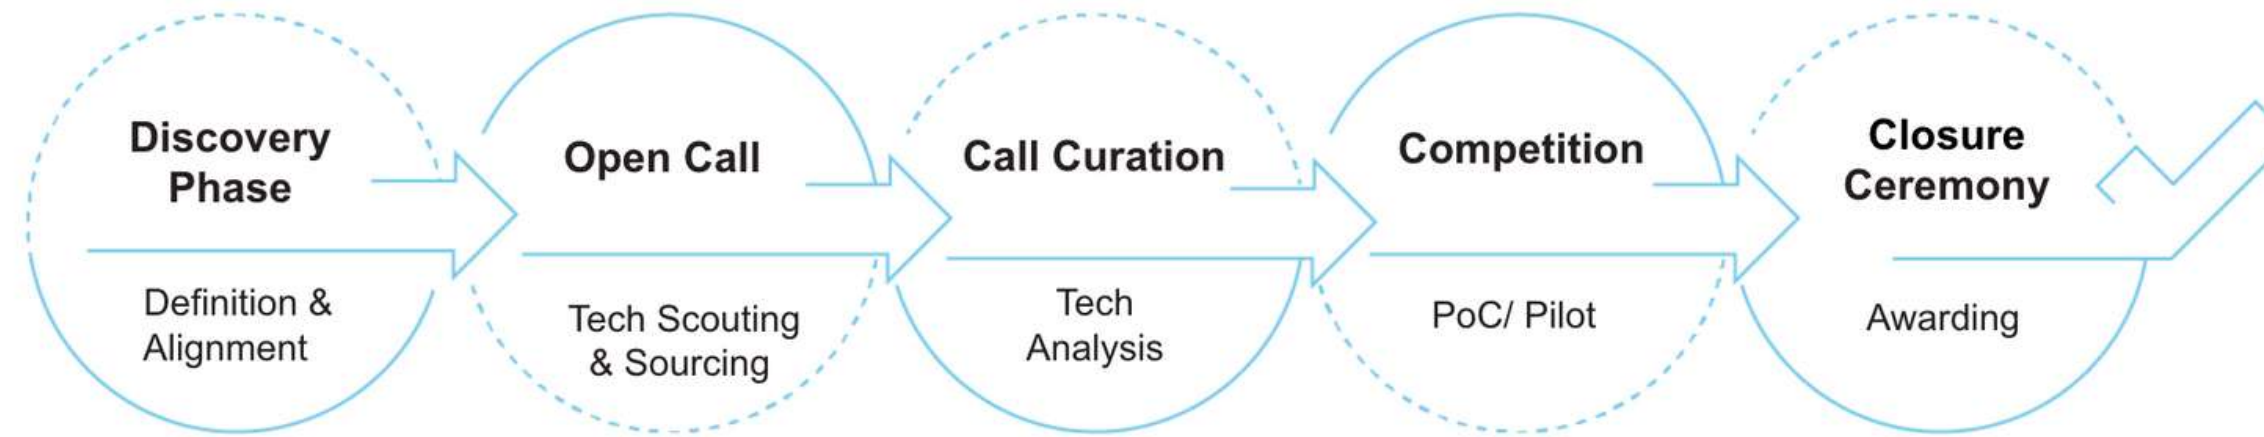 Discovery
Phase
Definition &
Alignment
Open Call
Tech Scouting
& Sourcing
Call Curation
Tech
Analysis
Competition
PoC/ Pilot
Closure
Ceremony
Awarding